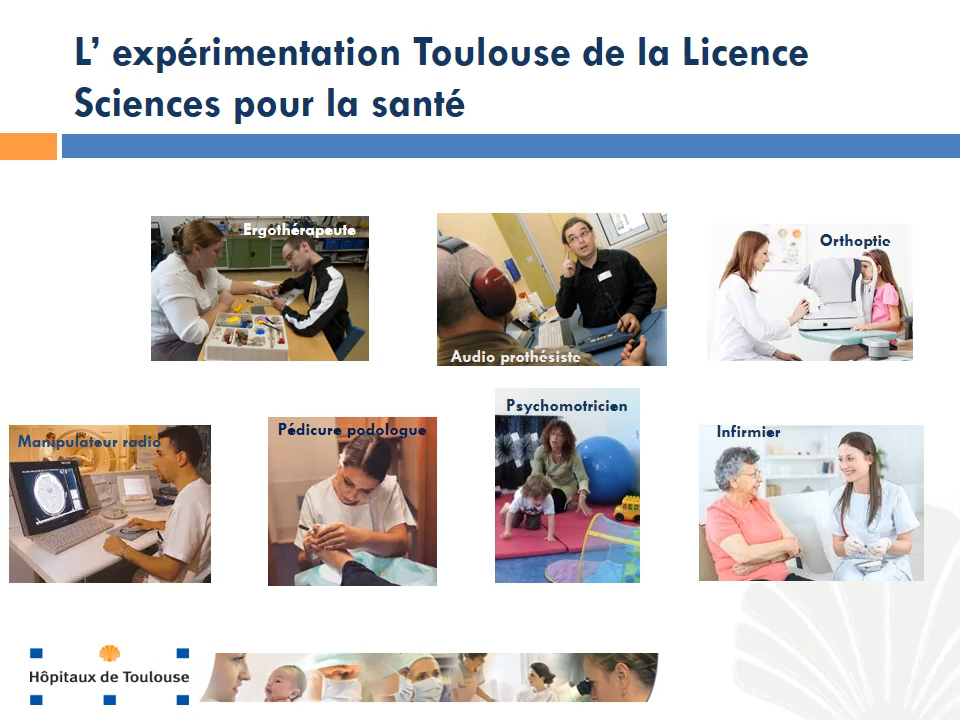 L’ expérimentation Toulouse de la Licence
Sciences pour la santé
Ergothérapeute
Audio prothésiste
Orthoptie
Manipulateur radio
Pédicure podologue
Psychomotricien
Infirmier
Hôpitaux de Toulouse